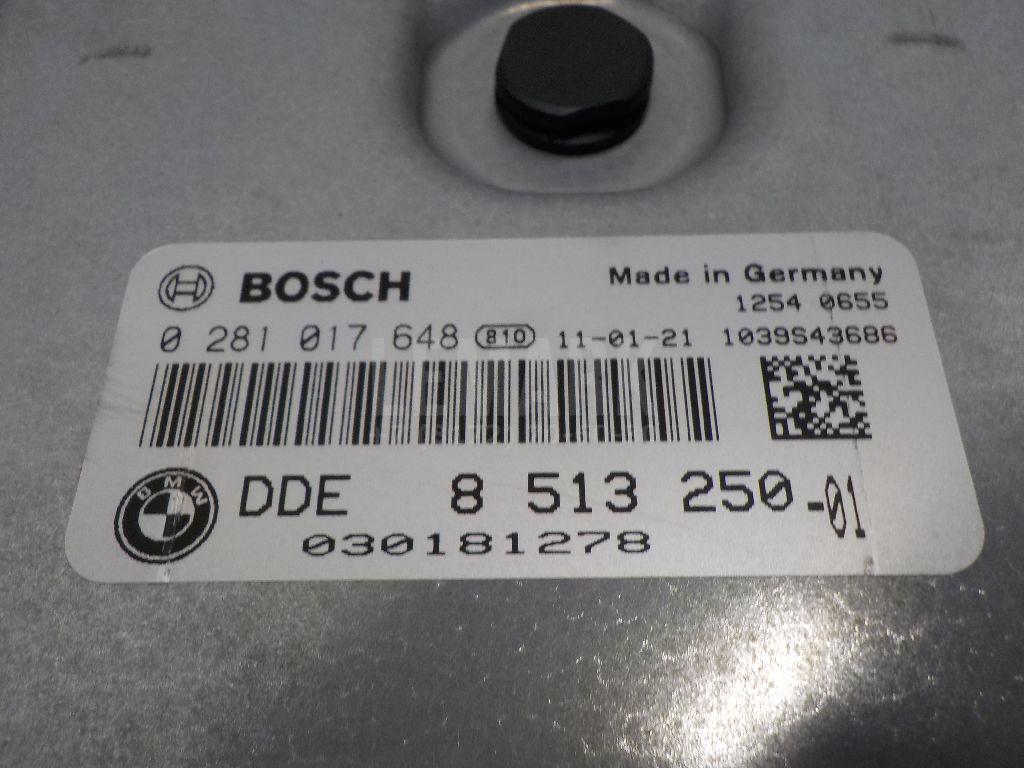 BOSCH Made in Germany
1254 0655
0 281 017 648 810 11-01-21 1039S43686
BMW DDE 8 513 250-01
030181278